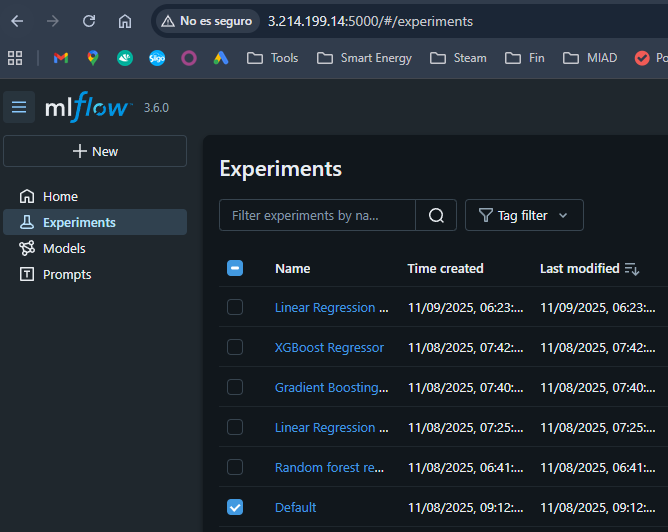 No es seguro 3.214.199.14:5000/#/experiments
Tools Smart Energy Steam Fin MIAD Po
mlflow 3.6.0
New
Home
Experiments
Models
Prompts
Experiments
Filter experiments by na... Tag filter
Name Time created Last modified
Linear Regression ... 11/09/2025, 06:23:... 11/09/2025, 06:23:...
XGBoost Regressor 11/08/2025, 07:42:... 11/08/2025, 07:42:...
Gradient Boosting... 11/08/2025, 07:40:... 11/08/2025, 07:40:...
Linear Regression ... 11/08/2025, 07:25:... 11/08/2025, 07:25:...
Random forest re... 11/08/2025, 06:41:... 11/08/2025, 06:41:...
Default 11/08/2025, 09:12:... 11/08/2025, 09:12:...